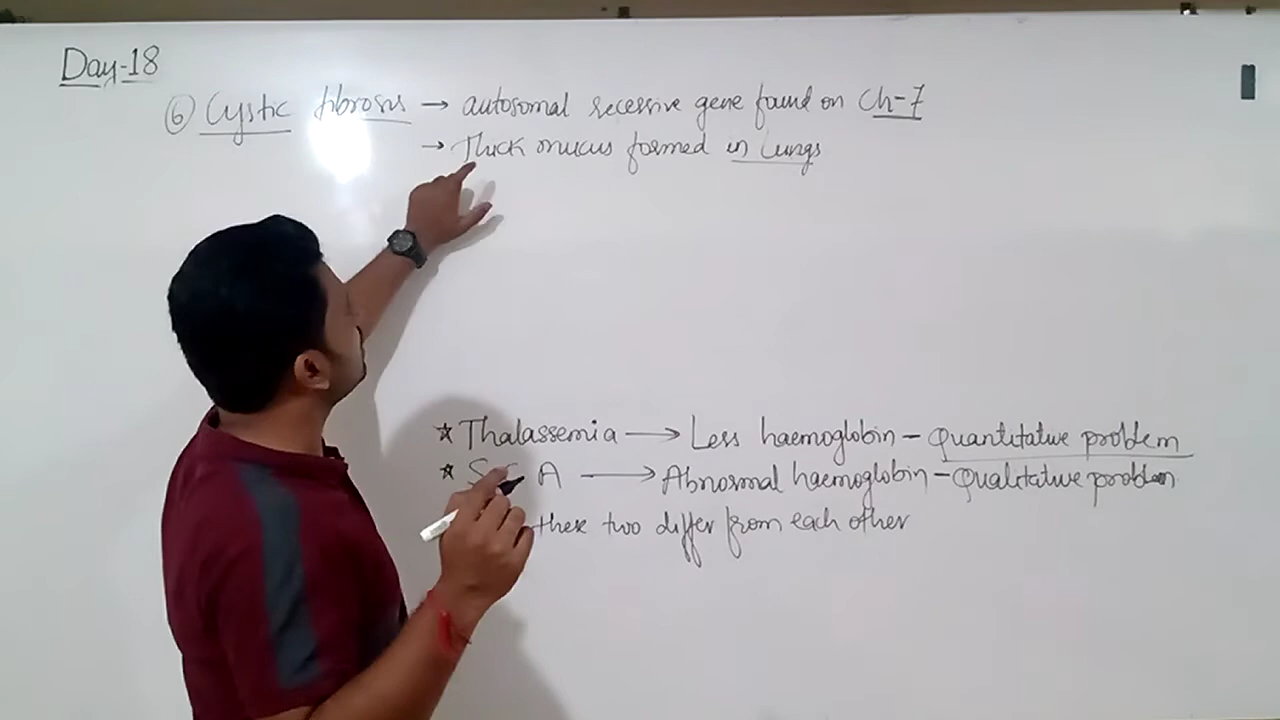 Day-18
⑥ Cystic fibrosis → autosomal recessive gene found on Ch-7
→ Thick mucus formed in Lungs
☆ Thalassemia → Less haemoglobin - Quantitative problem
☆ A → Abnormal haemoglobin - Qualitative problem
these two differ from each other